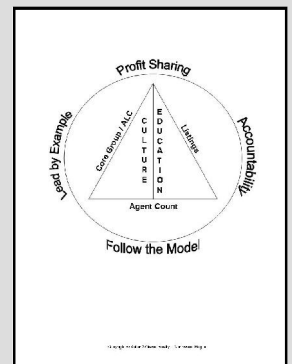 Profit Sharing
Lead by Example
Accountability
Core Group / ALC
CULTURE
EDUCATION
Listings
Agent Count
Follow the Model